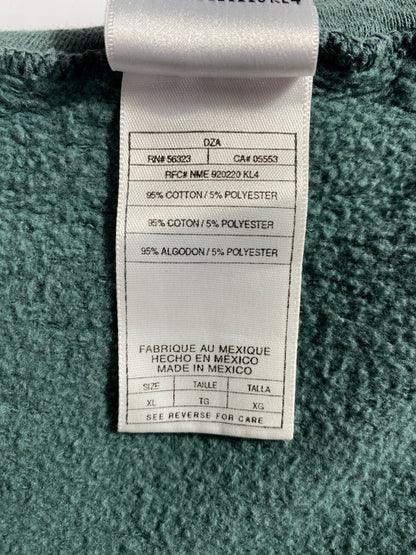 DZA
RN# 56323 CA# 05553
RFC# NME 920220 KL4
95% COTTON / 5% POLYESTER
95% COTON / 5% POLYESTER
95% ALGODON / 5% POLYESTER
FABRIQUE AU MEXIQUE
HECHO EN MEXICO
MADE IN MEXICO
SIZE TAILLE TALLA
XL TG XG
SEE REVERSE FOR CARE